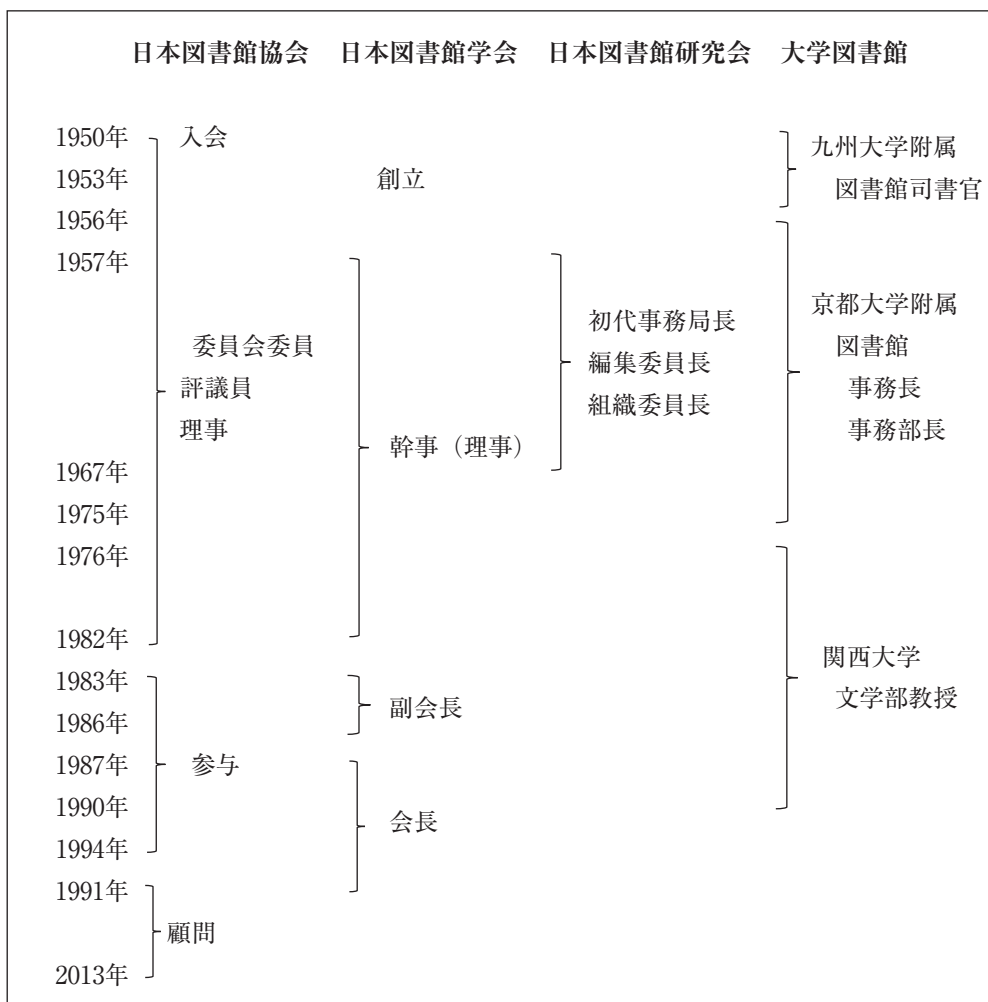 日本図書館協会 日本図書館学会 日本図書館研究会 大学図書館
1950年 入会
九州大学附属
1953年 創立 図書館司書官
1956年
1957年
京都大学附属
初代事務局長
委員会委員 図書館
編集委員長
評議員 事務長
組織委員長
理事 事務部長
幹事（理事）
1967年
1975年
1976年
1982年
関西大学
1983年
副会長 文学部教授
1986年
1987年 参与
1990年
会長
1994年
1991年
顧問
2013年